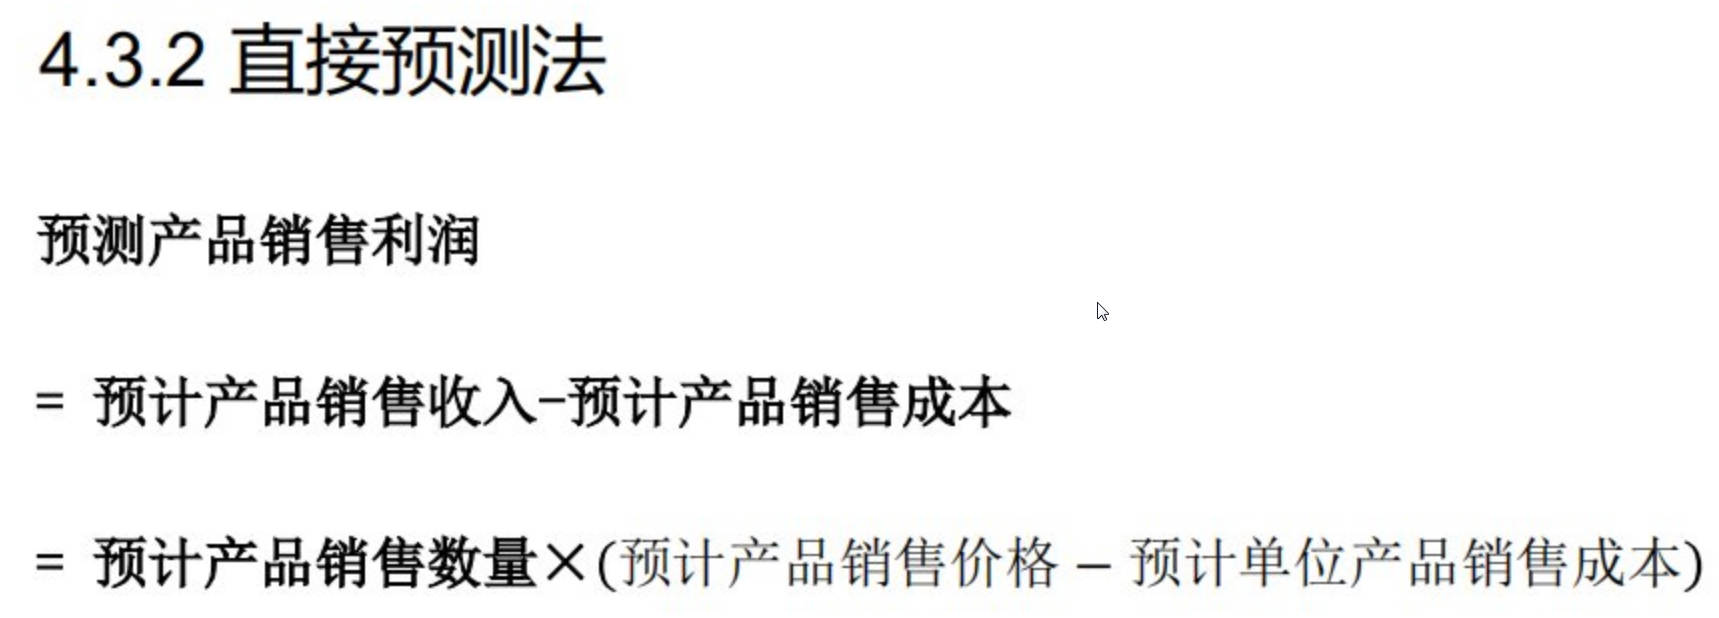 4.3.2 直接预测法
预测产品销售利润
= 预计产品销售收入-预计产品销售成本
= 预计产品销售数量×(预计产品销售价格 – 预计单位产品销售成本)